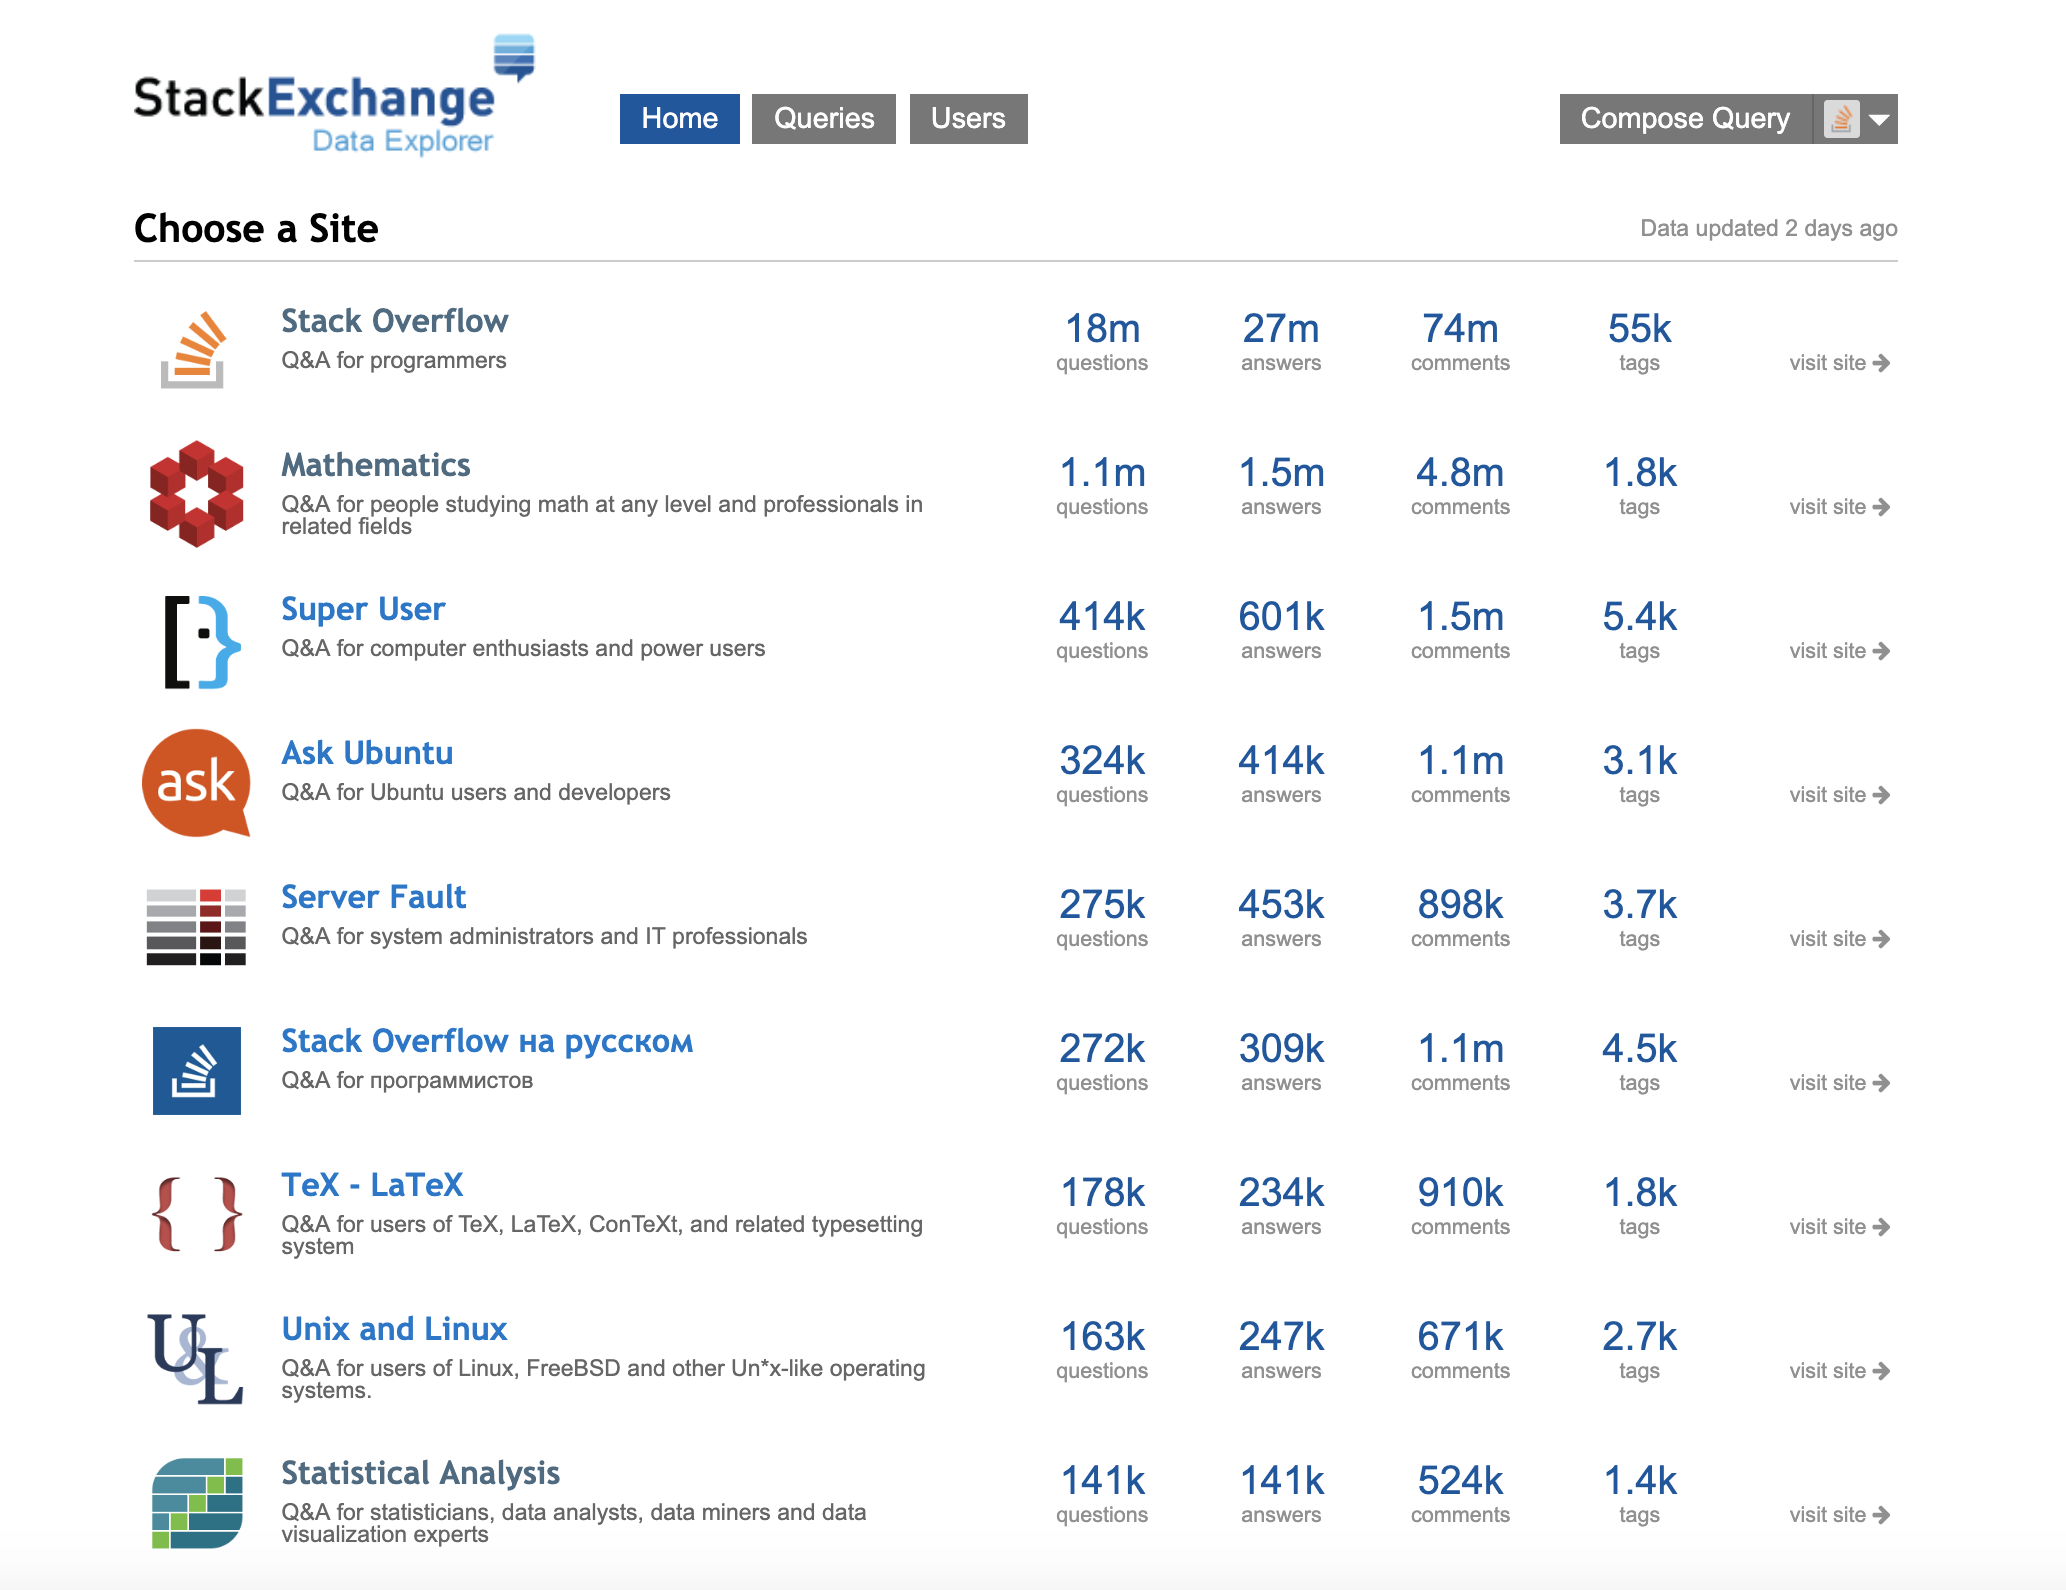 StackExchange
Data Explorer
Home Queries Users Compose Query
Choose a Site Data updated 2 days ago
Stack Overflow
Q&A for programmers
18m 27m 74m 55k
questions answers comments tags visit site
Mathematics
Q&A for people studying math at any level and professionals in
related fields
1.1m 1.5m 4.8m 1.8k
questions answers comments tags visit site
Super User
Q&A for computer enthusiasts and power users
414k 601k 1.5m 5.4k
questions answers comments tags visit site
ask
Ask Ubuntu
Q&A for Ubuntu users and developers
324k 414k 1.1m 3.1k
questions answers comments tags visit site
Server Fault
Q&A for system administrators and IT professionals
275k 453k 898k 3.7k
questions answers comments tags visit site
Stack Overflow на русском
Q&A for программистов
272k 309k 1.1m 4.5k
questions answers comments tags visit site
TeX - LaTeX
Q&A for users of TeX, LaTeX, ConTeXt, and related typesetting
system
178k 234k 910k 1.8k
questions answers comments tags visit site
U&L
Unix and Linux
Q&A for users of Linux, FreeBSD and other Un*x-like operating
systems.
163k 247k 671k 2.7k
questions answers comments tags visit site
Statistical Analysis
Q&A for statisticians, data analysts, data miners and data
visualization experts
141k 141k 524k 1.4k
questions answers comments tags visit site